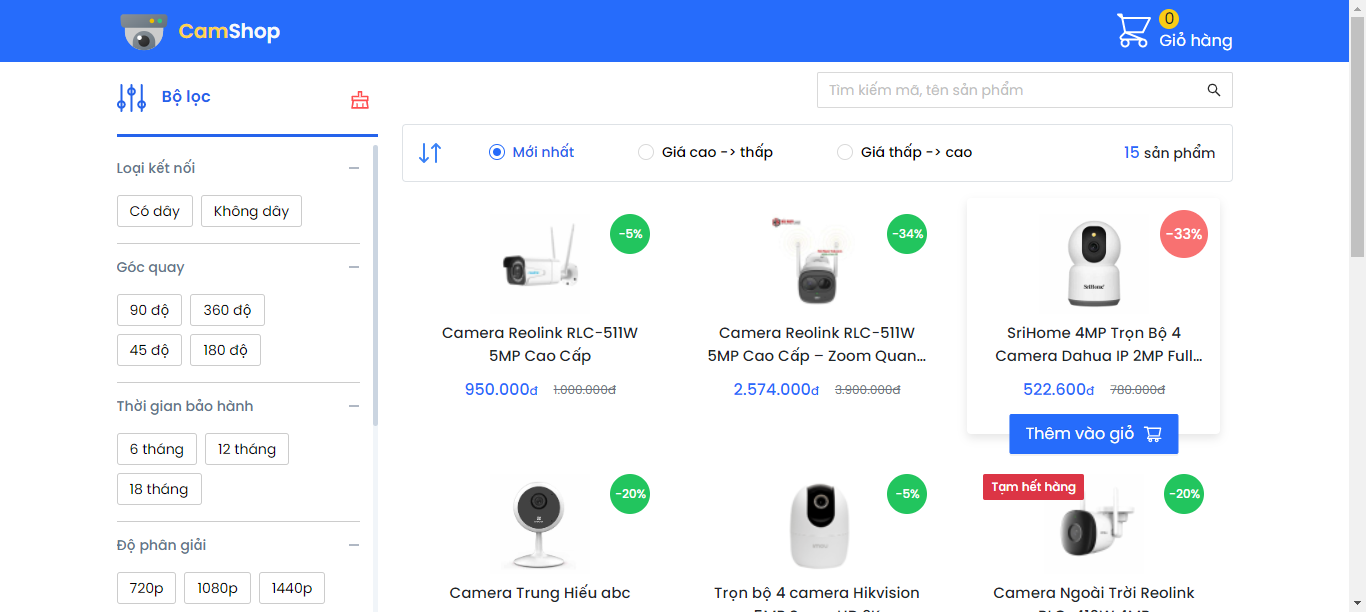 CamShop
0
Giỏ hàng
Bộ lọc
Tìm kiếm mã, tên sản phẩm
Mới nhất
Giá cao -> thấp
Giá thấp -> cao
15 sản phẩm
Loại kết nối
Có dây
Không dây
Góc quay
90 độ
360 độ
45 độ
180 độ
Thời gian bảo hành
6 tháng
12 tháng
18 tháng
Độ phân giải
720p
1080p
1440p
-5%
Camera Reolink RLC-511W
5MP Cao Cấp
950.000đ
1.000.000đ
-34%
Camera Reolink RLC-511W
5MP Cao Cấp – Zoom Quan...
2.574.000đ
3.900.000đ
-33%
SriHome
SriHome 4MP Trọn Bộ 4
Camera Dahua IP 2MP Full...
522.600đ
780.000đ
Thêm vào giỏ
-20%
Camera Trung Hiếu abc
-5%
Trọn bộ 4 camera Hikvision
Tạm hết hàng
-20%
Camera Ngoài Trời Reolink